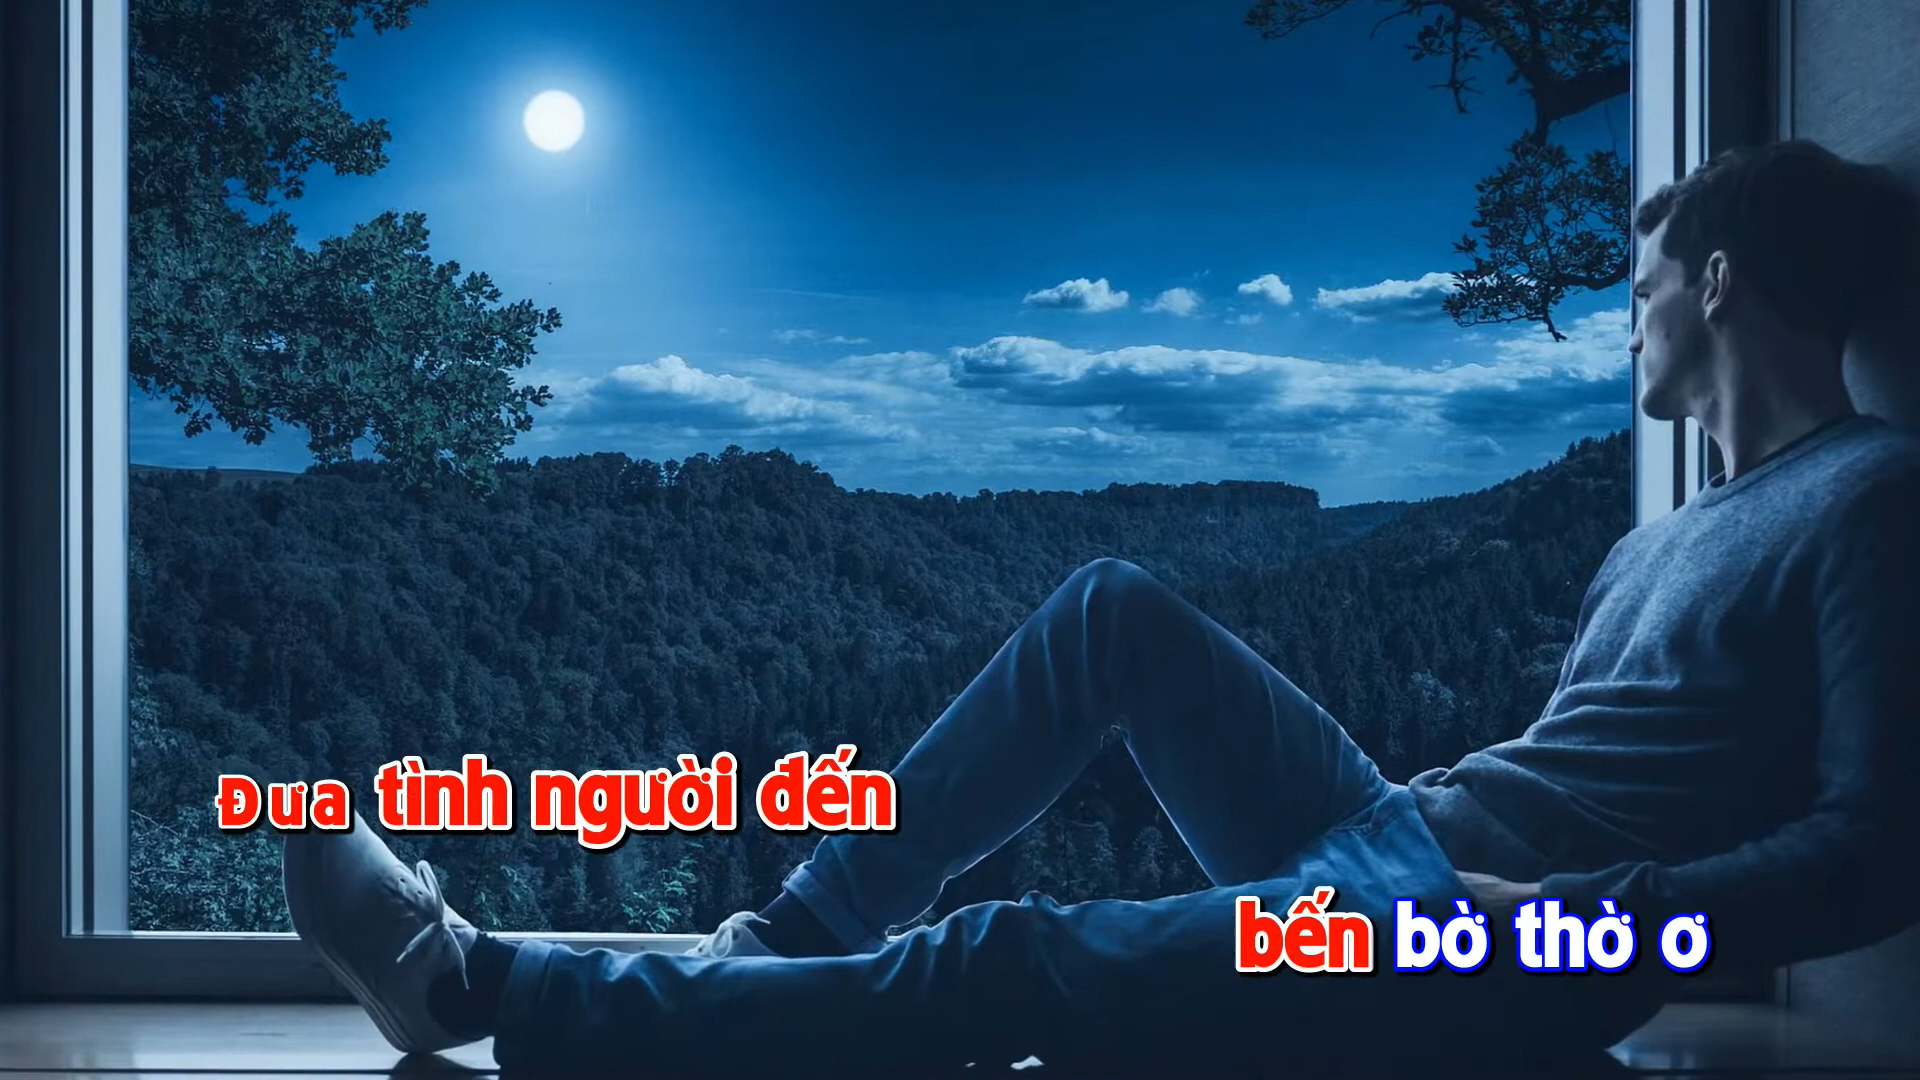 Đưa tình người đến
bến bờ thờ ơ